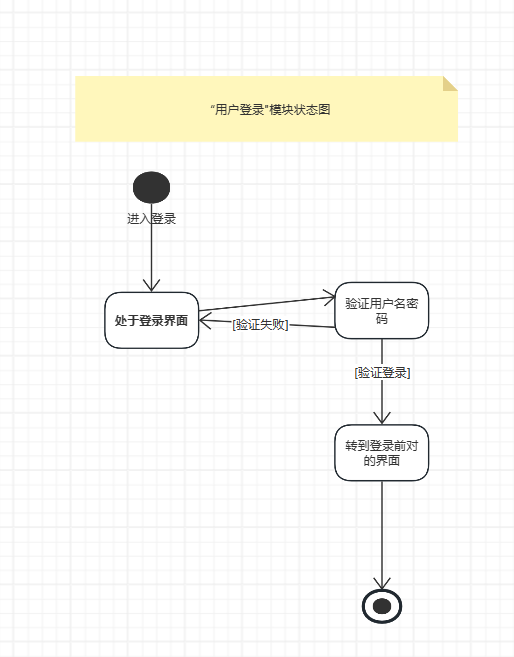 “用户登录”模块状态图
进入登录
处于登录界面
验证用户名密
码
[验证失败]
[验证登录]
转到登录前对
的界面